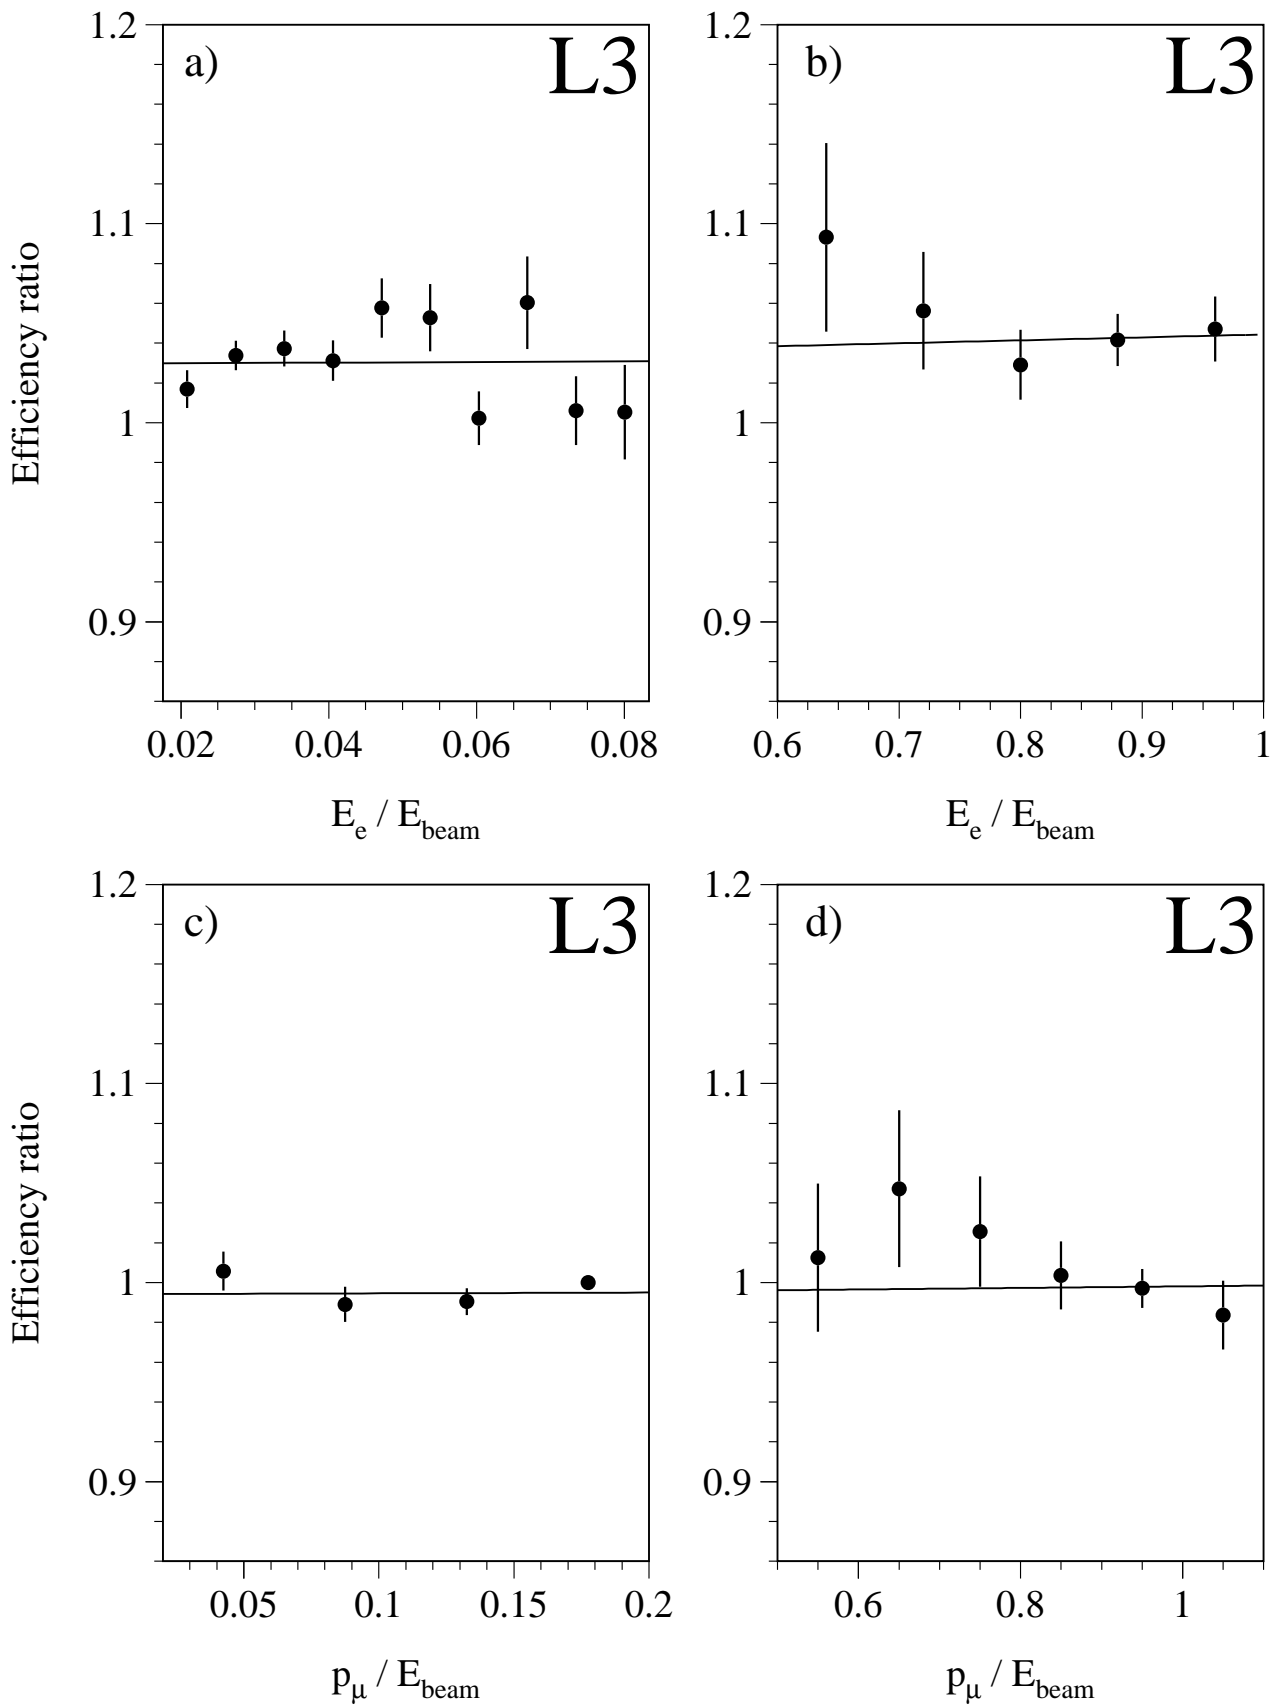 a)
L3
1.2
1.1
1
0.9
Efficiency ratio
0.02 0.04 0.06 0.08
E_e / E_beam
b)
L3
1.2
1.1
1
0.9
0.6 0.7 0.8 0.9 1
E_e / E_beam
c)
L3
1.2
1.1
1
0.9
Efficiency ratio
0.05 0.1 0.15 0.2
p_μ / E_beam
d)
L3
1.2
1.1
1
0.9
0.6 0.8 1
p_μ / E_beam